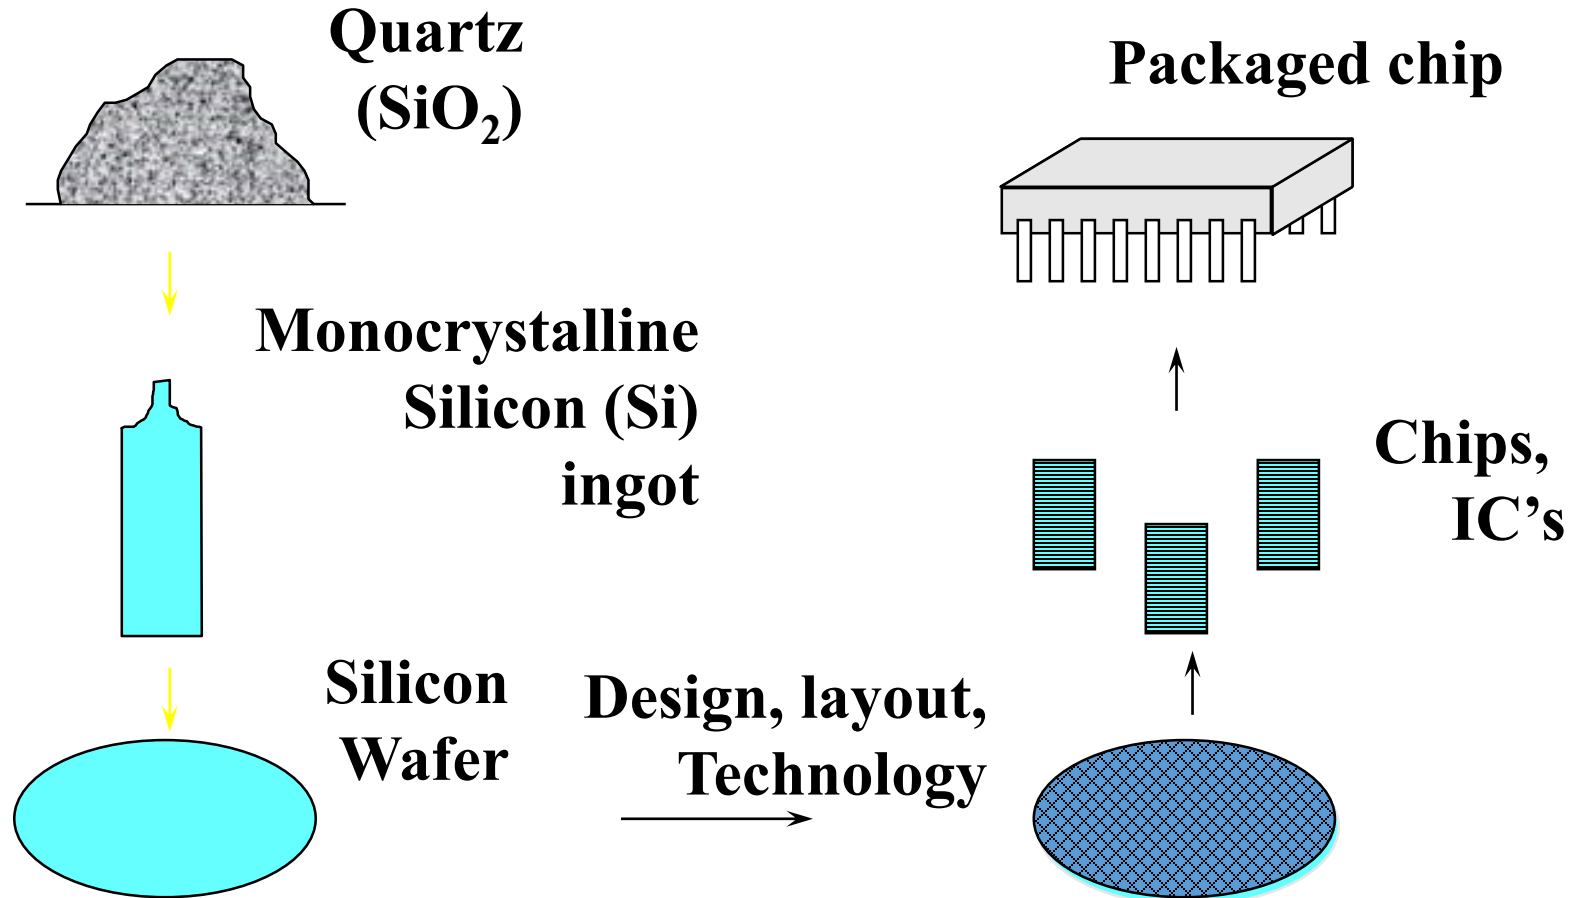 Quartz
(SiO₂)
Monocrystalline
Silicon (Si)
ingot
Silicon
Wafer
Design, layout,
Technology
Chips,
IC’s
Packaged chip